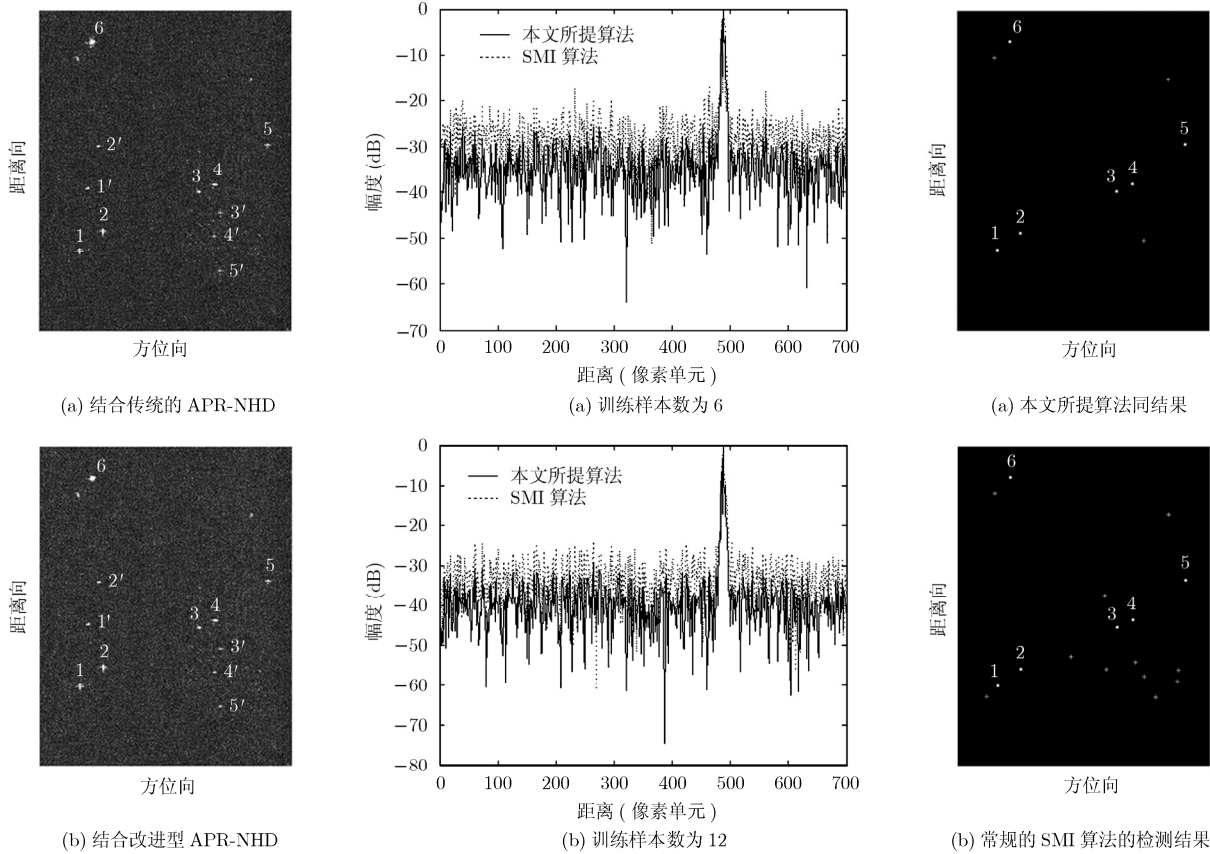 6
5
2′
4
3
1′
2
3′
1
4′
5′
距离向
方位向
(a) 结合传统的 APR-NHD
0
−10
−20
−30
−40
−50
−60
−70
幅度 (dB)
本文所提算法
SMI 算法
0 100 200 300 400 500 600 700
距离 ( 像素单元 )
(a) 训练样本数为 6
6
5
3 4
2
1
距离向
方位向
(a) 本文所提算法同结果
6
5
2′
4
1′
3
3′
2
4′
1
5′
距离向
方位向
(b) 结合改进型 APR-NHD
0
−10
−20
−30
−40
−50
−60
−70
−80
幅度 (dB)
本文所提算法
SMI 算法
0 100 200 300 400 500 600 700
距离 ( 像素单元 )
(b) 训练样本数为 12
6
5
4
3
2
1
距离向
方位向
(b) 常规的 SMI 算法的检测结果